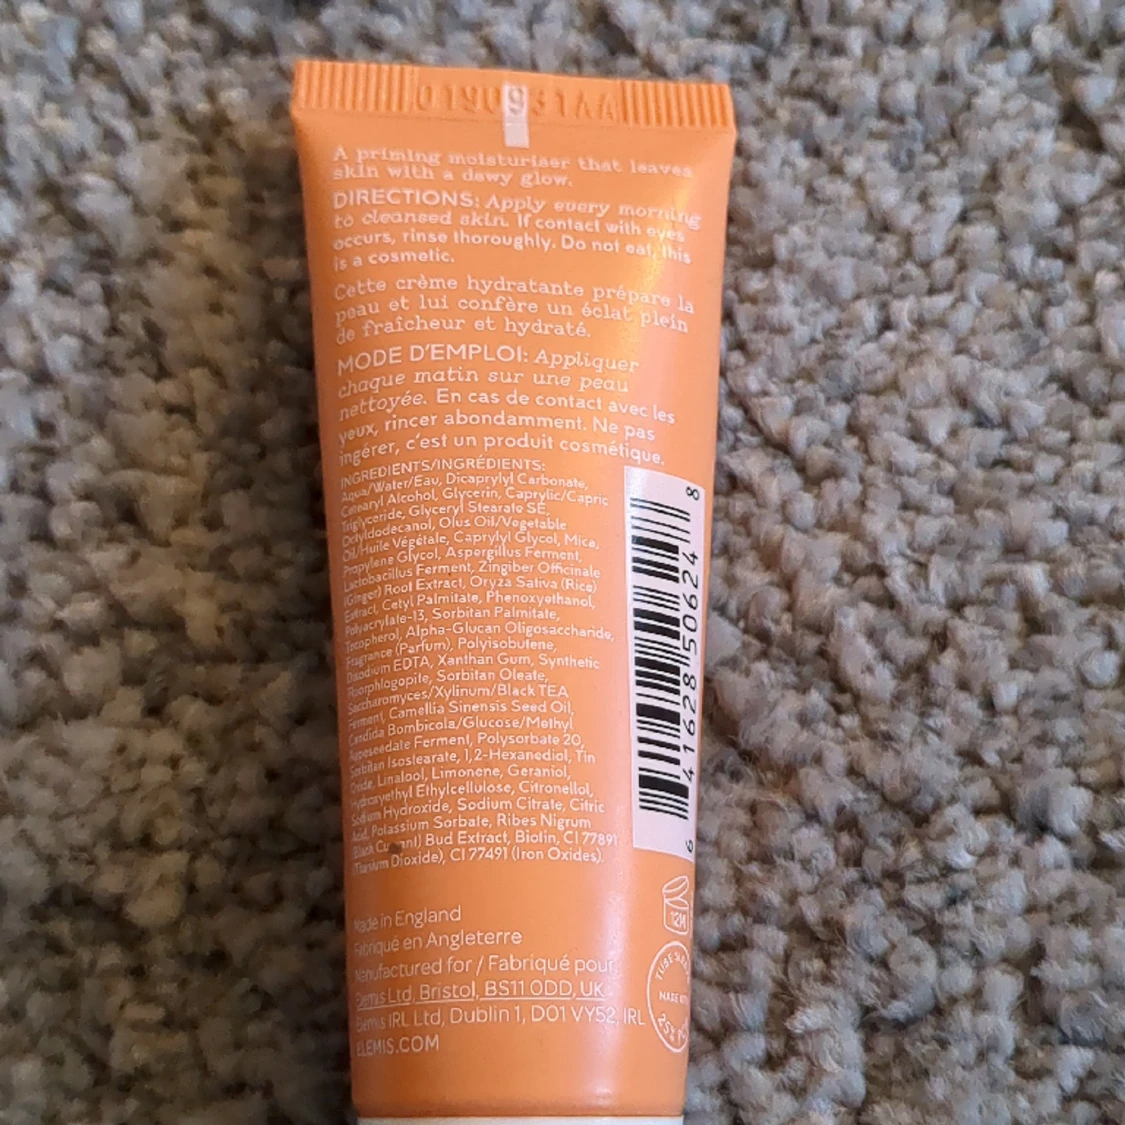 A priming moisturiser that leaves
skin with a dewy glow.
DIRECTIONS: Apply every morning
to cleansed skin. If contact with eyes
occurs, rinse thoroughly. Do not eat, this
is a cosmetic.
Cette crème hydratante prépare la
peau et lui confère un éclat plein
de fraîcheur et hydraté.
MODE D'EMPLOI: Appliquer
chaque matin sur une peau
nettoyée. En cas de contact avec les
yeux, rincer abondamment. Ne pas
ingérer, c'est un produit cosmétique.
INGREDIENTS/INGRÉDIENTS:
Aqua/Water/Eau, Dicaprylyl Carbonate,
Cetearyl Alcohol, Glycerin, Caprylic/Capric
Triglyceride, Glyceryl Stearate SE,
Octyldodecanol, Olus Oil/Vegetable
Oil/Huile Végétale, Caprylyl Glycol, Mica,
Propylene Glycol, Aspergillus Ferment,
Lactobacillus Ferment, Zingiber Officinale
(Ginger) Root Extract, Oryza Sativa (Rice)
Extract, Cetyl Palmitate, Phenoxyethanol,
Polyacrylate-13, Sorbitan Palmitate,
Tocopherol, Alpha-Glucan Oligosaccharide,
Fragrance (Parfum), Polyisobutene,
Disodium EDTA, Xanthan Gum, Synthetic
Fluorphlogopite, Sorbitan Oleate,
Saccharomyces/Xylinum/Black TEA
Ferment, Camellia Sinensis Seed Oil,
Candida Bombicola/Glucose/Methyl
Rapeseedate Ferment, Polysorbate 20,
Sorbitan Isostearate, 1,2-Hexanediol, Tin
Oxide, Linalool, Limonene, Geraniol,
Hydroxyethyl Ethylcellulose, Citronellol,
Sodium Hydroxide, Sodium Citrate, Citric
Acid, Potassium Sorbate, Ribes Nigrum
(Black Currant) Bud Extract, Biotin, CI 77891
(Titanium Dioxide), CI 77491 (Iron Oxides).
6 41628 50624 8
12M
MADE WITH
25%
Made in England
Fabriqué en Angleterre
Manufactured for / Fabriqué pour
Elemis Ltd, Bristol, BS11 0DD, UK
Elemis IRL Ltd, Dublin 1, D01 VY52, IRL
ELEMIS.COM